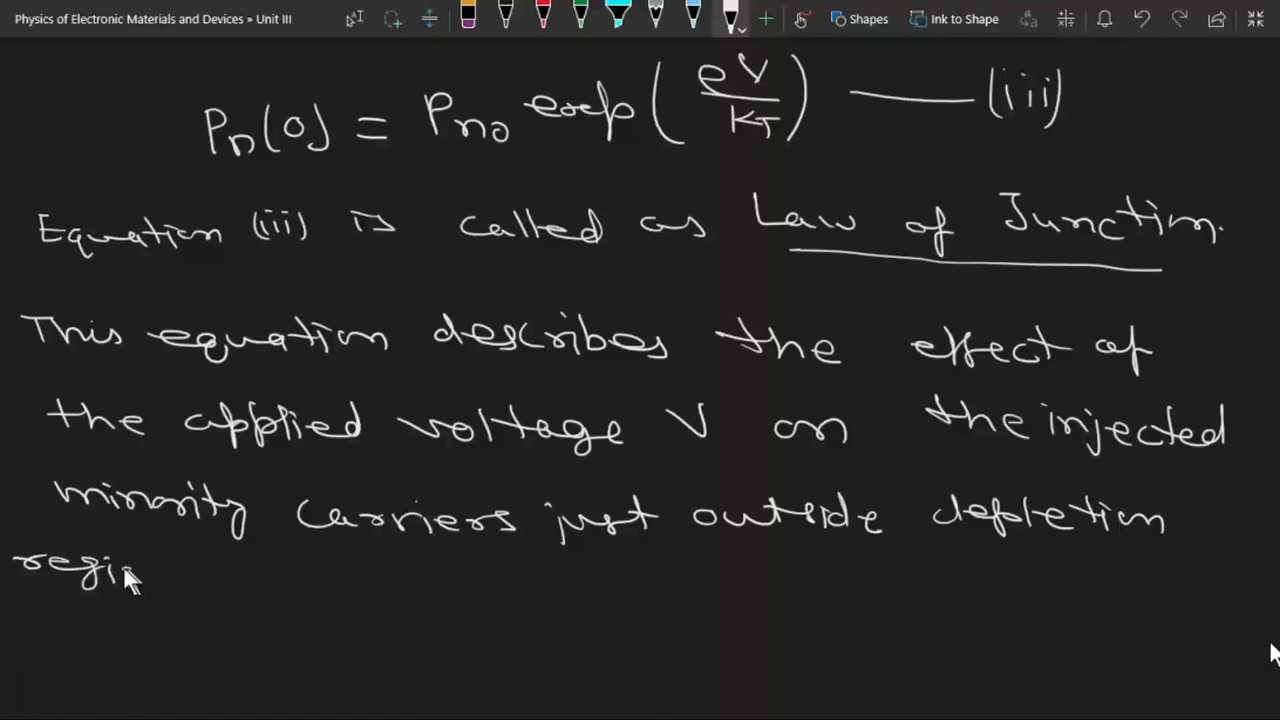 Physics of Electronic Materials and Devices » Unit III
Shapes
Ink to Shape
Pn(0) = Pno exp(eV/KT) —— (iii)
Equation (iii) is called as Law of Junction.
This equation describes the effect of
the applied voltage V on the injected
minority carriers just outside depletion
regi